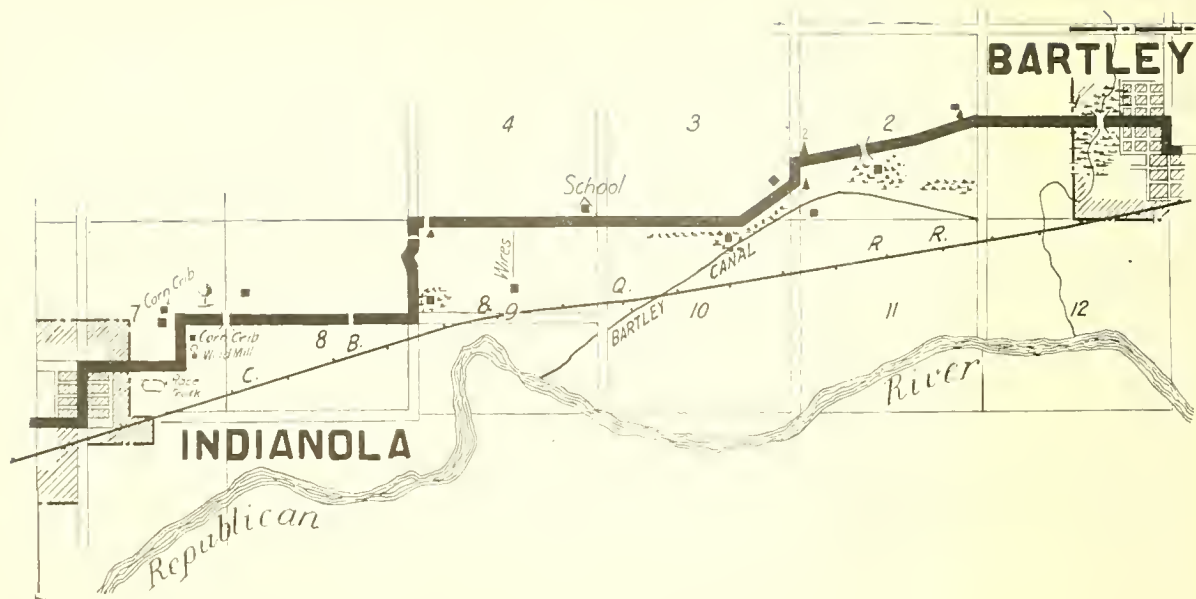 BARTLEY
4
3
2
2
School
Wires
CANAL
R. R.
Corn Crib
7
8 B.
8 9
Q.
BARTLEY
10
11
12
Corn Crib
Wind Mill
Race Track
C.
River
INDIANOLA
Republican